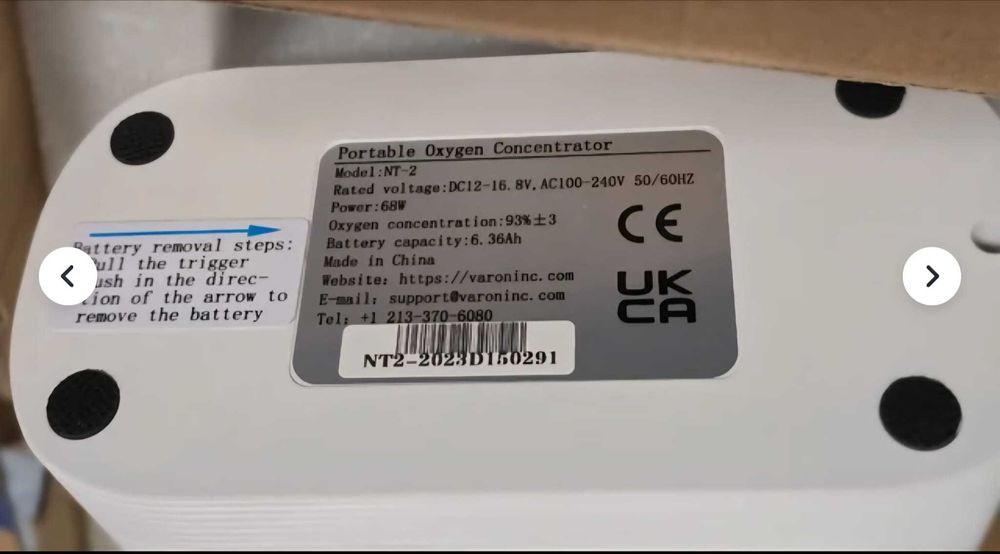 Portable Oxygen Concentrator
Model:NT-2
Rated voltage:DC12-16.8V,AC100-240V 50/60HZ
Power:68W
Oxygen concentration:93%±3
Battery capacity:6.36Ah
Made in China
Website: https://varoninc.com
E-mail: support@varoninc.com
Tel: +1 213-370-6080
CE
UK
CA
NT2-2023D150291
Battery removal steps:
the trigger
in the direc-
tion of the arrow to
remove the battery